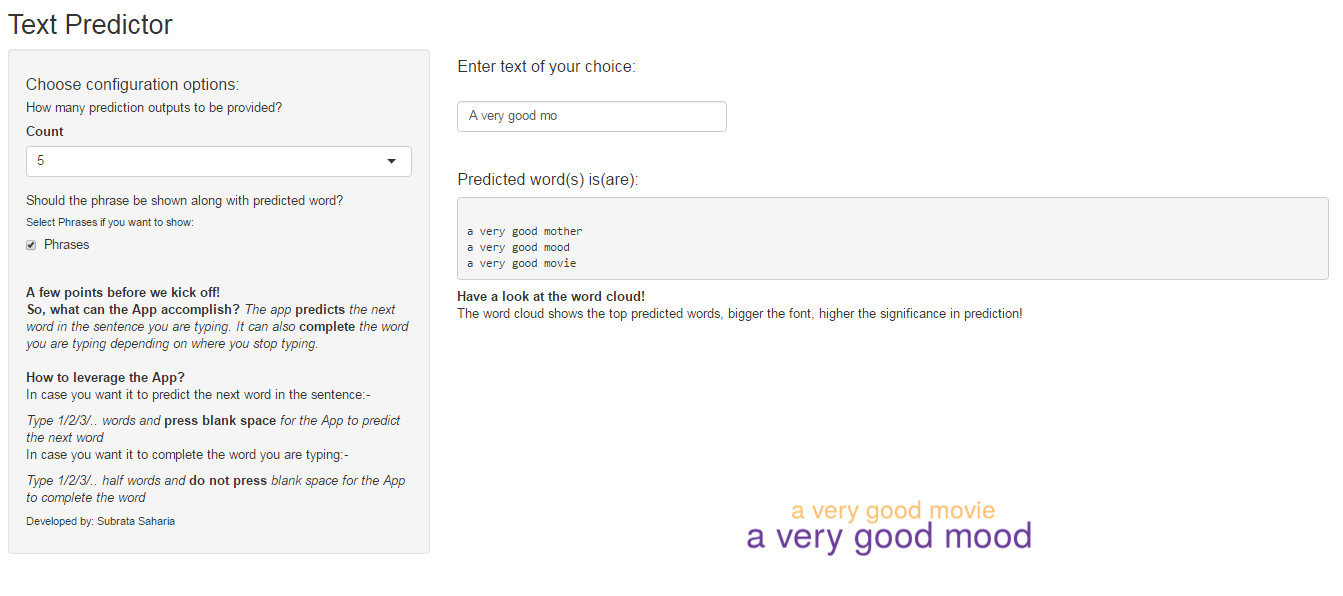 Text Predictor
Choose configuration options:
How many prediction outputs to be provided?
Count
5
Should the phrase be shown along with predicted word?
Select Phrases if you want to show:
Phrases
A few points before we kick off!
So, what can the App accomplish? The app predicts the next
word in the sentence you are typing. It can also complete the word
you are typing depending on where you stop typing.
How to leverage the App?
In case you want it to predict the next word in the sentence:-
Type 1/2/3/.. words and press blank space for the App to predict
the next word
In case you want it to complete the word you are typing:-
Type 1/2/3/.. half words and do not press blank space for the App
to complete the word
Developed by: Subrata Saharia
Enter text of your choice:
A very good mo
Predicted word(s) is(are):
a very good mother
a very good mood
a very good movie
Have a look at the word cloud!
The word cloud shows the top predicted words, bigger the font, higher the significance in prediction!
a very good movie
a very good mood